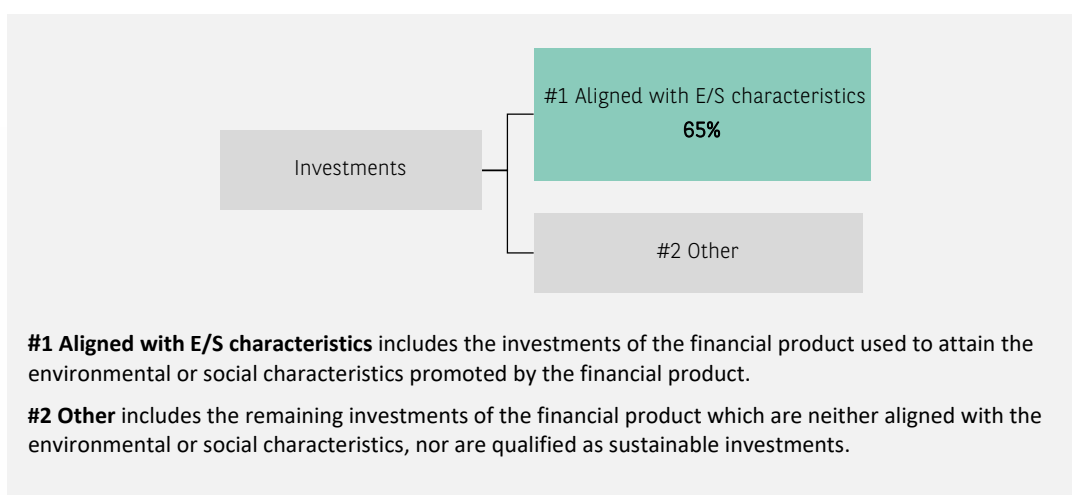 #1 Aligned with E/S characteristics
65%
Investments
#2 Other
#1 Aligned with E/S characteristics includes the investments of the financial product used to attain the
environmental or social characteristics promoted by the financial product.
#2 Other includes the remaining investments of the financial product which are neither aligned with the
environmental or social characteristics, nor are qualified as sustainable investments.